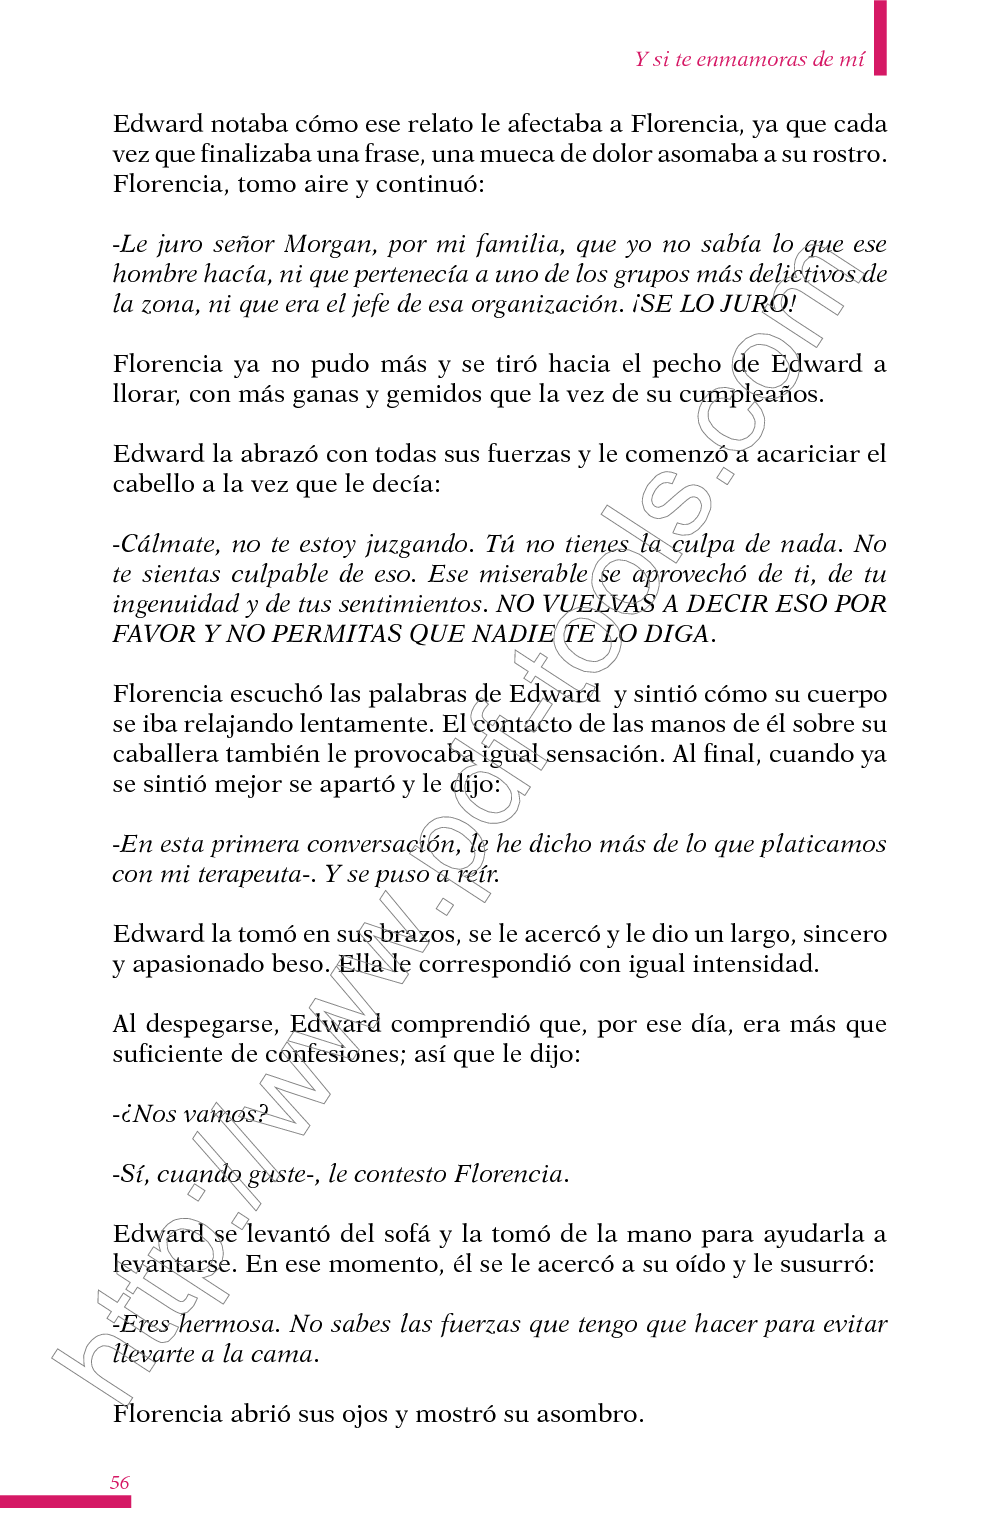 Y si te enmamoras de mí
Edward notaba cómo ese relato le afectaba a Florencia, ya que cada
vez que finalizaba una frase, una mueca de dolor asomaba a su rostro.
Florencia, tomo aire y continuó:
-Le juro señor Morgan, por mi familia, que yo no sabía lo que ese
hombre hacía, ni que pertenecía a uno de los grupos más delictivos de
la zona, ni que era el jefe de esa organización. ¡SE LO JURO!
Florencia ya no pudo más y se tiró hacia el pecho de Edward a
llorar, con más ganas y gemidos que la vez de su cumpleaños.
Edward la abrazó con todas sus fuerzas y le comenzó a acariciar el
cabello a la vez que le decía:
-Cálmate, no te estoy juzgando. Tú no tienes la culpa de nada. No
te sientas culpable de eso. Ese miserable se aprovechó de ti, de tu
ingenuidad y de tus sentimientos. NO VUELVAS A DECIR ESO POR
FAVOR Y NO PERMITAS QUE NADIE TE LO DIGA.
Florencia escuchó las palabras de Edward  y sintió cómo su cuerpo
se iba relajando lentamente. El contacto de las manos de él sobre su
caballera también le provocaba igual sensación. Al final, cuando ya
se sintió mejor se apartó y le dijo:
-En esta primera conversación, le he dicho más de lo que platicamos
con mi terapeuta-. Y se puso a reír.
Edward la tomó en sus brazos, se le acercó y le dio un largo, sincero
y apasionado beso. Ella le correspondió con igual intensidad.
Al despegarse, Edward comprendió que, por ese día, era más que
suficiente de confesiones; así que le dijo:
-¿Nos vamos?
-Sí, cuando guste-, le contesto Florencia.
Edward se levantó del sofá y la tomó de la mano para ayudarla a
levantarse. En ese momento, él se le acercó a su oído y le susurró:
-Eres hermosa. No sabes las fuerzas que tengo que hacer para evitar
llevarte a la cama.
Florencia abrió sus ojos y mostró su asombro.
56
http://www.pdf-tools.com